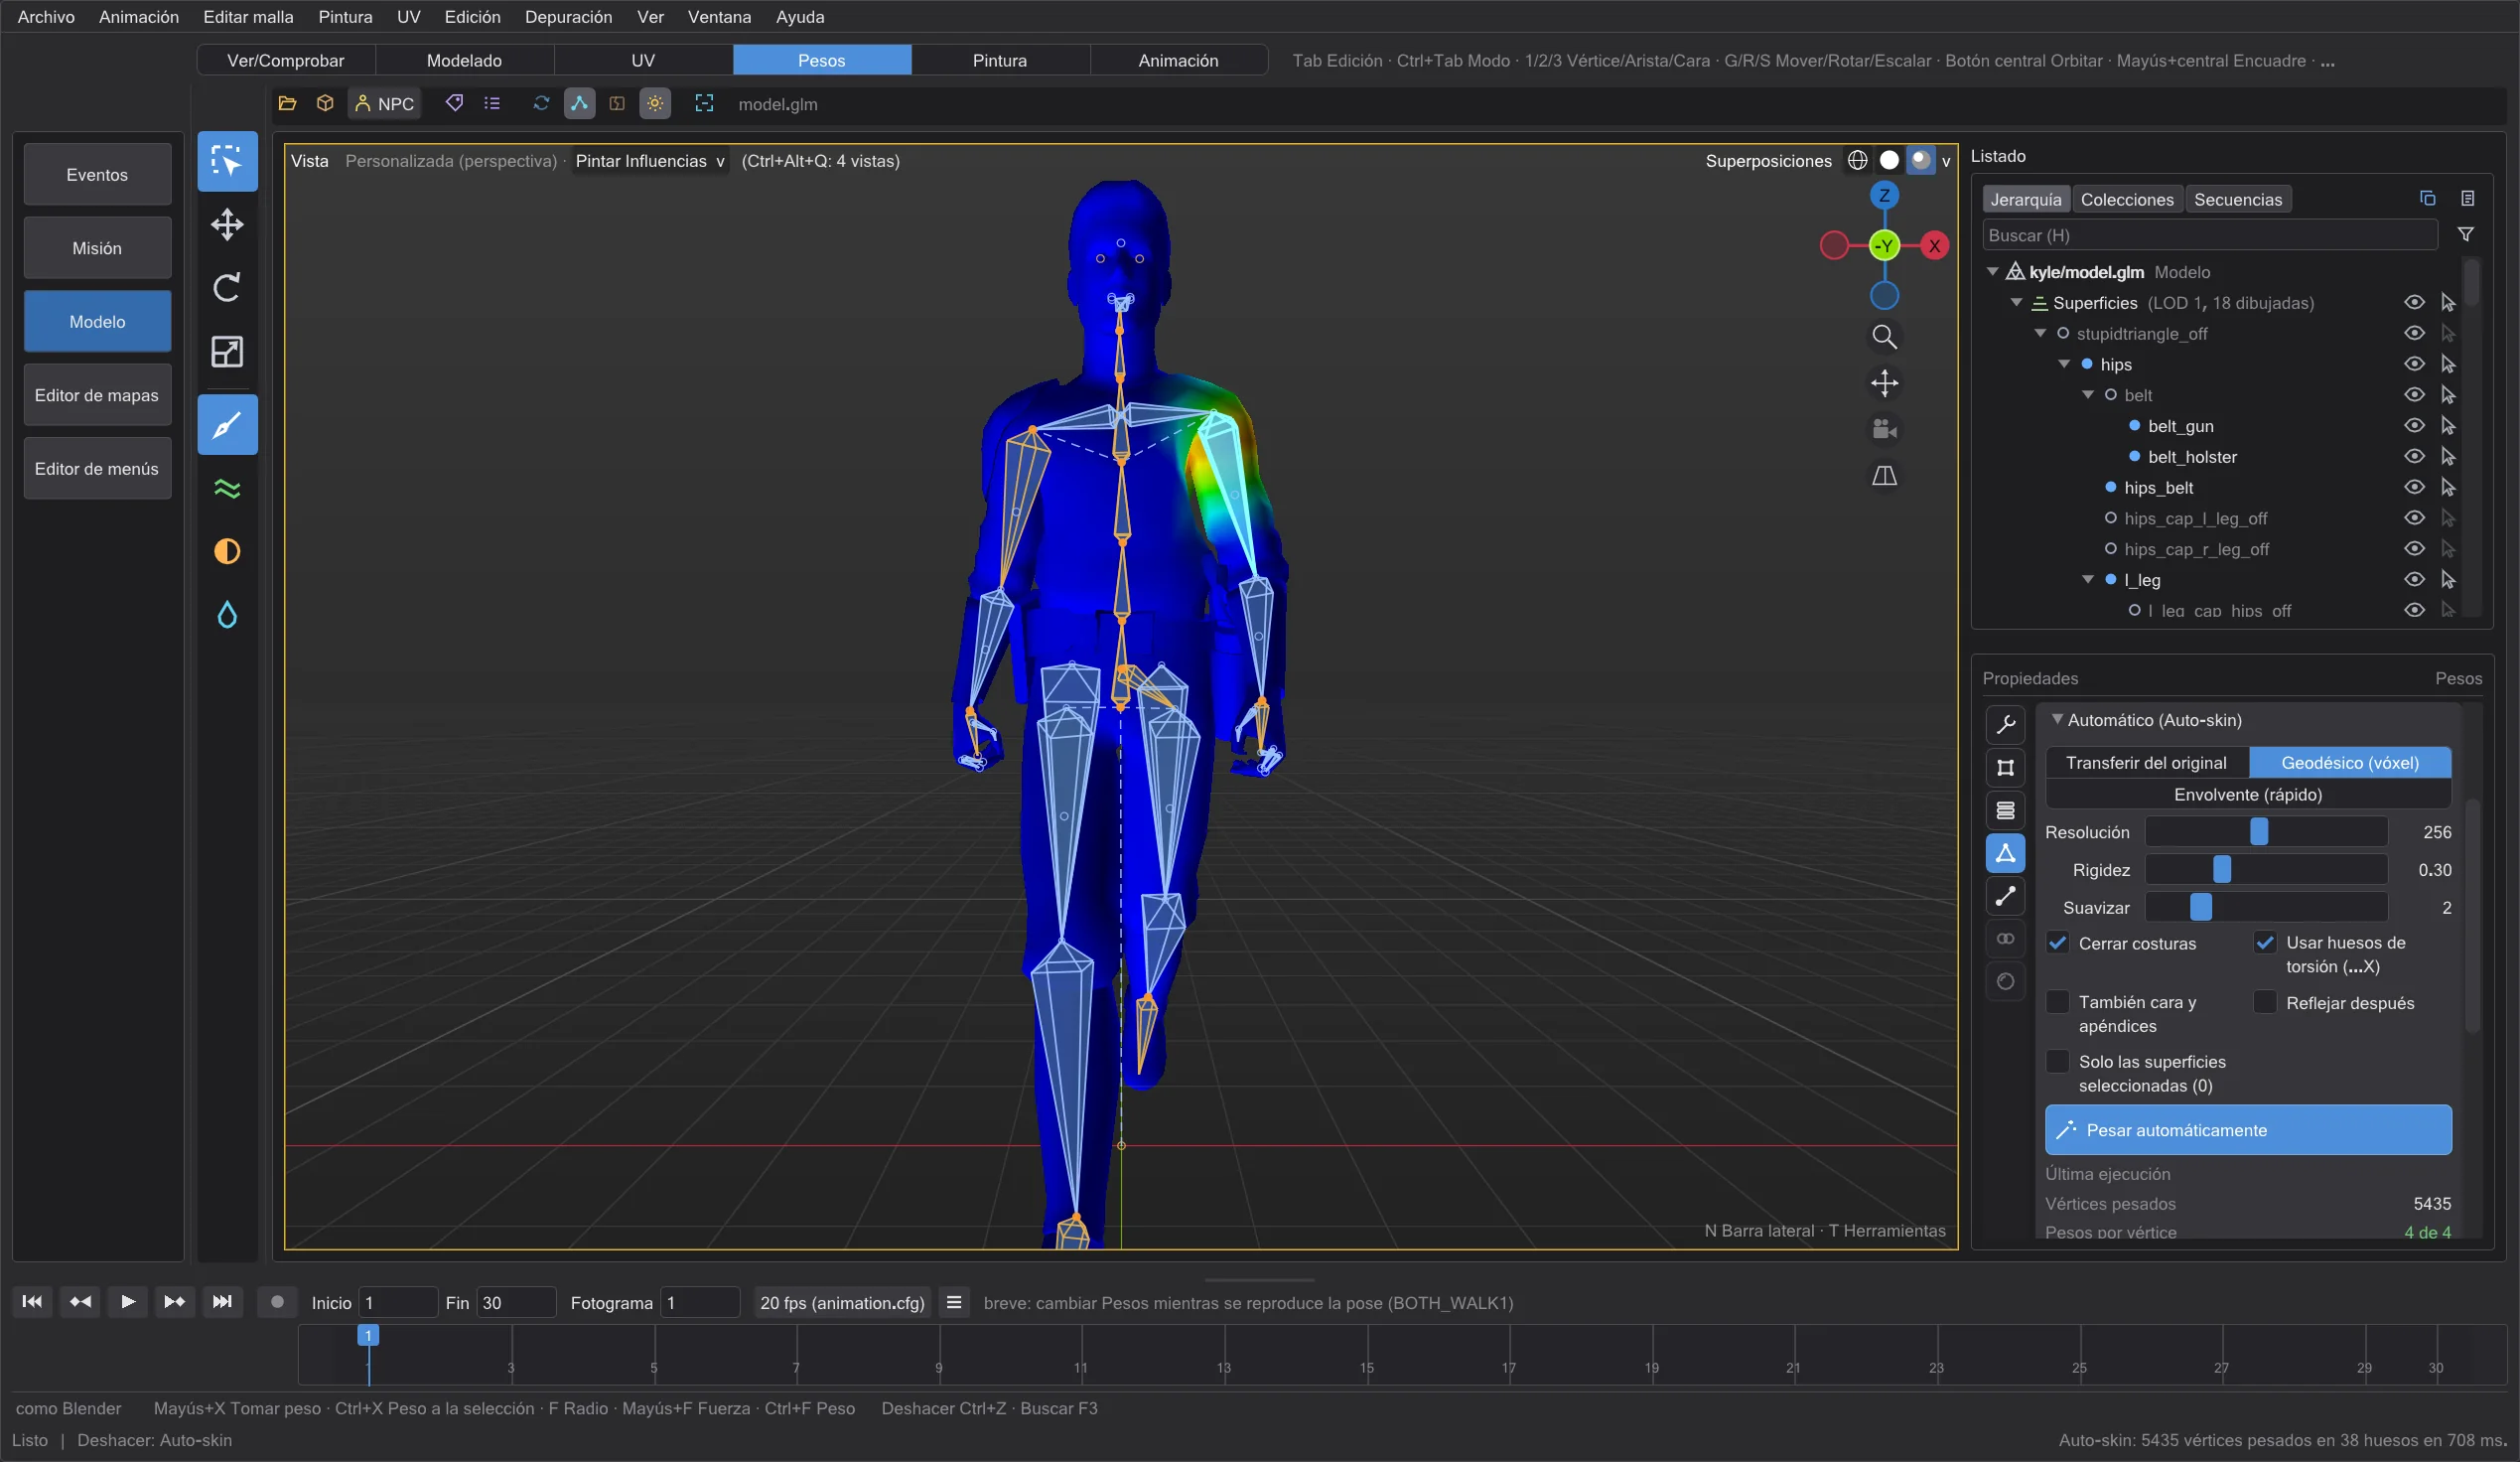 Archivo Animación Editar malla Pintura UV Edición Depuración Ver Ventana Ayuda
Ver/Comprobar Modelado UV Pesos Pintura Animación Tab Edición · Ctrl+Tab Modo · 1/2/3 Vértice/Arista/Cara · G/R/S Mover/Rotar/Escalar · Botón central Orbitar · Mayús+central Encuadre · ...
NPC model.glm
Eventos
Misión
Modelo
Editor de mapas
Editor de menús
Vista Personalizada (perspectiva) · Pintar Influencias v (Ctrl+Alt+Q: 4 vistas) Superposiciones v
Z
-Y X
N Barra lateral · T Herramientas
Listado
Jerarquía Colecciones Secuencias
Buscar (H)
kyle/model.glm Modelo
Superficies (LOD 1, 18 dibujadas)
stupidtriangle_off
hips
belt
belt_gun
belt_holster
hips_belt
hips_cap_l_leg_off
hips_cap_r_leg_off
l_leg
l_leg_cap_hips_off
Propiedades Pesos
Automático (Auto-skin)
Transferir del original Geodésico (vóxel)
Envolvente (rápido)
Resolución 256
Rigidez 0.30
Suavizar 2
Cerrar costuras Usar huesos de
torsión (...X)
También cara y Reflejar después
apéndices
Solo las superficies
seleccionadas (0)
Pesar automáticamente
Última ejecución
Vértices pesados 5435
Pesos por vértice 4 de 4
Inicio 1 Fin 30 Fotograma 1 20 fps (animation.cfg) breve: cambiar Pesos mientras se reproduce la pose (BOTH_WALK1)
1
1 3 5 7 9 11 13 15 17 19 21 23 25 27 29 30
como Blender Mayús+X Tomar peso · Ctrl+X Peso a la selección · F Radio · Mayús+F Fuerza · Ctrl+F Peso Deshacer Ctrl+Z · Buscar F3
Listo | Deshacer: Auto-skin Auto-skin: 5435 vértices pesados en 38 huesos en 708 ms.